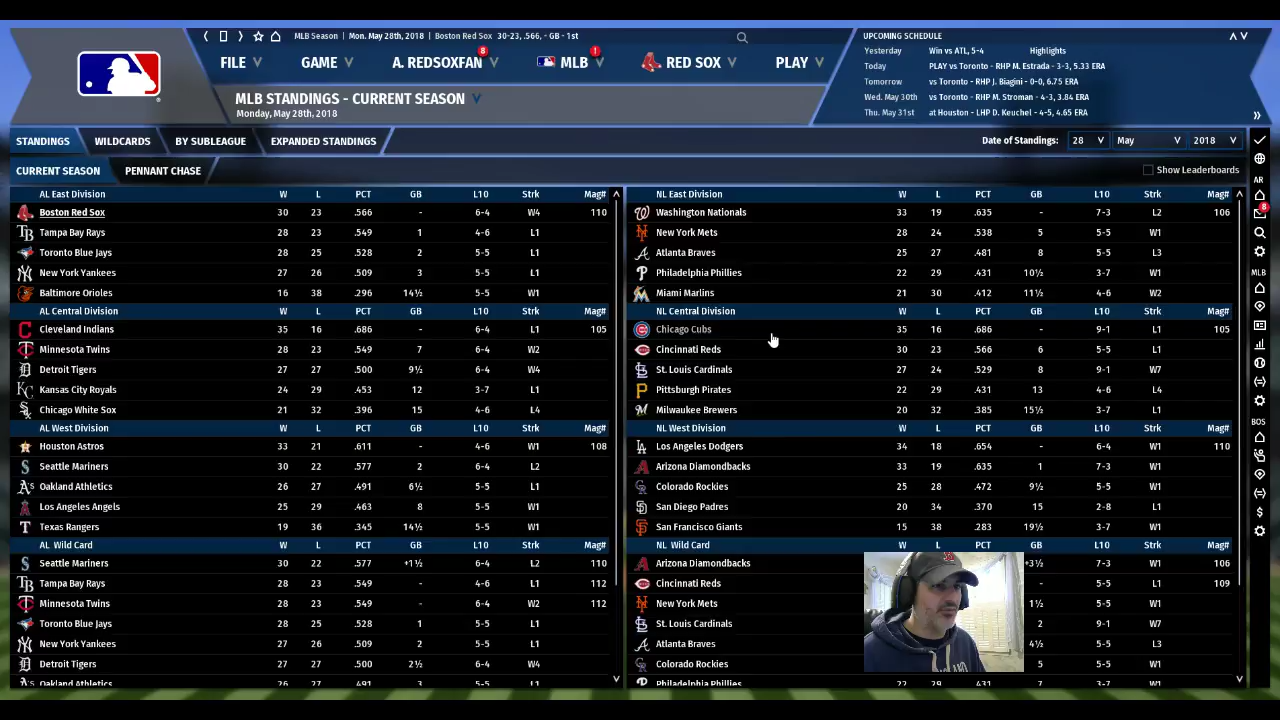 MLB Season | Mon. May 28th, 2018 | Boston Red Sox 30-23, .566, - GB - 1st
FILE GAME A. REDSOXFAN 8 MLB ! RED SOX PLAY
MLB STANDINGS - CURRENT SEASON
Monday, May 28th, 2018
UPCOMING SCHEDULE
Yesterday Win vs ATL, 5-4 Highlights
Today PLAY vs Toronto - RHP M. Estrada - 3-3, 5.33 ERA
Tomorrow vs Toronto - RHP J. Biagini - 0-0, 6.75 ERA
Wed. May 30th vs Toronto - RHP M. Stroman - 4-3, 3.84 ERA
Thu. May 31st at Houston - LHP D. Keuchel - 4-5, 4.65 ERA
STANDINGS WILDCARDS BY SUBLEAGUE EXPANDED STANDINGS
Date of Standings: 28 May 2018
CURRENT SEASON PENNANT CHASE
Show Leaderboards
AL East Division W L PCT GB L10 Strk Mag#
Boston Red Sox 30 23 .566 - 6-4 W4 110
Tampa Bay Rays 28 23 .549 1 4-6 L1
Toronto Blue Jays 28 25 .528 2 5-5 L1
New York Yankees 27 26 .509 3 5-5 L1
Baltimore Orioles 16 38 .296 14½ 5-5 W1
AL Central Division W L PCT GB L10 Strk Mag#
Cleveland Indians 35 16 .686 - 6-4 L1 105
Minnesota Twins 28 23 .549 7 6-4 W2
Detroit Tigers 27 27 .500 9½ 6-4 W4
Kansas City Royals 24 29 .453 12 3-7 L1
Chicago White Sox 21 32 .396 15 4-6 L4
AL West Division W L PCT GB L10 Strk Mag#
Houston Astros 33 21 .611 - 4-6 W1 108
Seattle Mariners 30 22 .577 2 6-4 L2
Oakland Athletics 26 27 .491 6½ 5-5 L1
Los Angeles Angels 25 29 .463 8 5-5 W1
Texas Rangers 19 36 .345 14½ 5-5 W1
AL Wild Card W L PCT GB L10 Strk Mag#
Seattle Mariners 30 22 .577 +1½ 6-4 L2 110
Tampa Bay Rays 28 23 .549 - 4-6 L1 112
Minnesota Twins 28 23 .549 - 6-4 W2 112
Toronto Blue Jays 28 25 .528 1 5-5 L1
New York Yankees 27 26 .509 2 5-5 L1
Detroit Tigers 27 27 .500 2½ 6-4 W4
Oakland Athletics 26 27 .491 3 5-5 L1
NL East Division W L PCT GB L10 Strk Mag#
Washington Nationals 33 19 .635 - 7-3 L2 106
New York Mets 28 24 .538 5 5-5 W1
Atlanta Braves 25 27 .481 8 5-5 L3
Philadelphia Phillies 22 29 .431 10½ 3-7 W1
Miami Marlins 21 30 .412 11½ 4-6 W2
NL Central Division W L PCT GB L10 Strk Mag#
Chicago Cubs 35 16 .686 - 9-1 L1 105
Cincinnati Reds 30 23 .566 6 5-5 L1
St. Louis Cardinals 27 24 .529 8 9-1 W7
Pittsburgh Pirates 22 29 .431 13 4-6 L4
Milwaukee Brewers 20 32 .385 15½ 3-7 L1
NL West Division W L PCT GB L10 Strk Mag#
Los Angeles Dodgers 34 18 .654 - 6-4 W1 110
Arizona Diamondbacks 33 19 .635 1 7-3 W1
Colorado Rockies 25 28 .472 9½ 5-5 W1
San Diego Padres 20 34 .370 15 2-8 L1
San Francisco Giants 15 38 .283 19½ 3-7 L1
NL Wild Card W L PCT GB L10 Strk Mag#
Arizona Diamondbacks +3½ 7-3 W1 106
Cincinnati Reds - 5-5 L1 109
New York Mets 1½ 5-5 W1
St. Louis Cardinals 2 9-1 W7
Atlanta Braves 4½ 5-5 L3
Colorado Rockies 5 5-5 W1
Philadelphia Phillies 22 29 .431 7 3-7 W1
AR
8
MLB
BOS